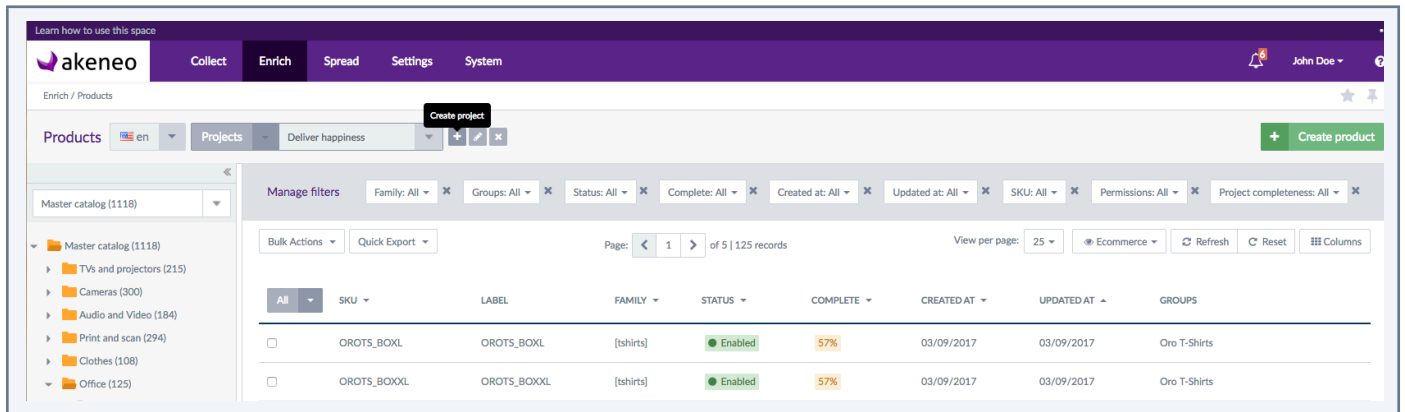 Learn how to use this space
akeneo Collect Enrich Spread Settings System 6 John Doe ?
Enrich / Products
Create project
Products en Projects Deliver happiness Create product
Master catalog (1118)
Manage filters Family: All Groups: All Status: All Complete: All Created at: All Updated at: All SKU: All Permissions: All Project completeness: All
Bulk Actions Quick Export Page: 1 of 5 | 125 records View per page: 25 Ecommerce Refresh Reset Columns
Master catalog (1118)
TVs and projectors (215)
Cameras (300)
Audio and Video (184)
Print and scan (294)
Clothes (108)
Office (125)
All SKU LABEL FAMILY STATUS COMPLETE CREATED AT UPDATED AT GROUPS
OROTS_BOXL OROTS_BOXL [tshirts] Enabled 57% 03/09/2017 03/09/2017 Oro T-Shirts
OROTS_BOXXL OROTS_BOXXL [tshirts] Enabled 57% 03/09/2017 03/09/2017 Oro T-Shirts